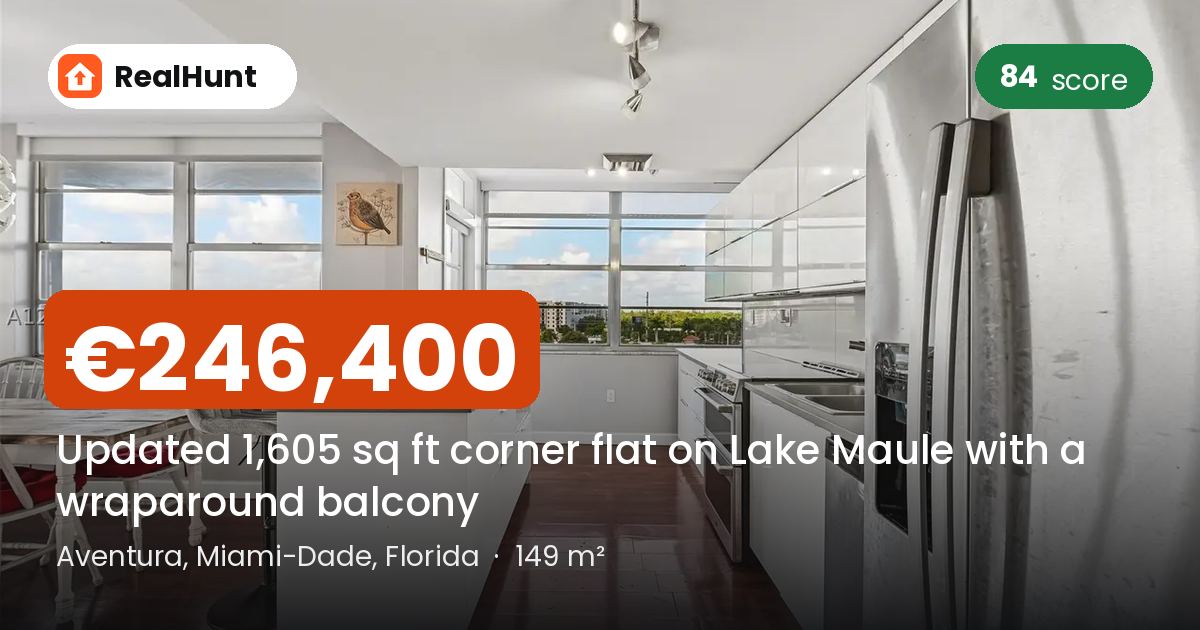 RealHunt
84 score
A12
€246,400
Updated 1,605 sq ft corner flat on Lake Maule with a
wraparound balcony
Aventura, Miami-Dade, Florida · 149 m²